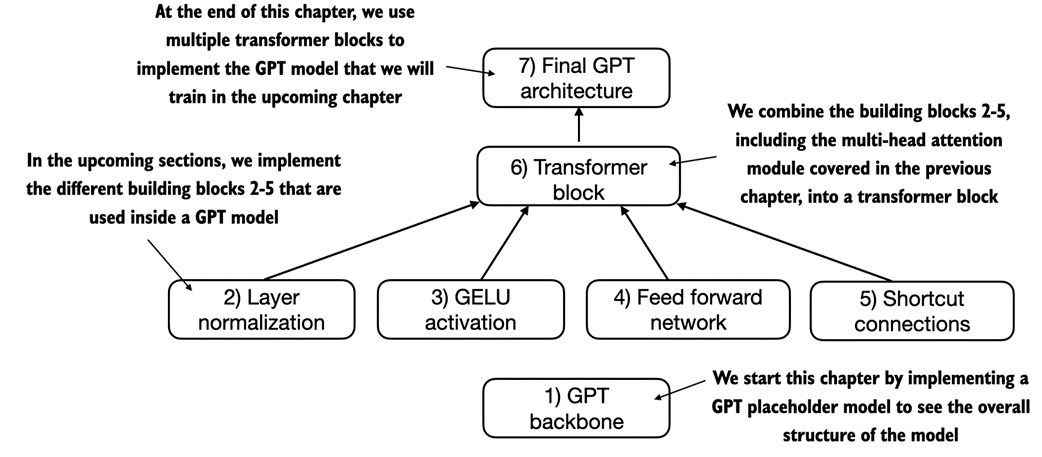 At the end of this chapter, we use
multiple transformer blocks to
implement the GPT model that we will
train in the upcoming chapter
7) Final GPT
architecture
We combine the building blocks 2-5,
including the multi-head attention
module covered in the previous
chapter, into a transformer block
6) Transformer
block
In the upcoming sections, we implement
the different building blocks 2-5 that are
used inside a GPT model
2) Layer
normalization
3) GELU
activation
4) Feed forward
network
5) Shortcut
connections
1) GPT
backbone
We start this chapter by implementing a
GPT placeholder model to see the overall
structure of the model